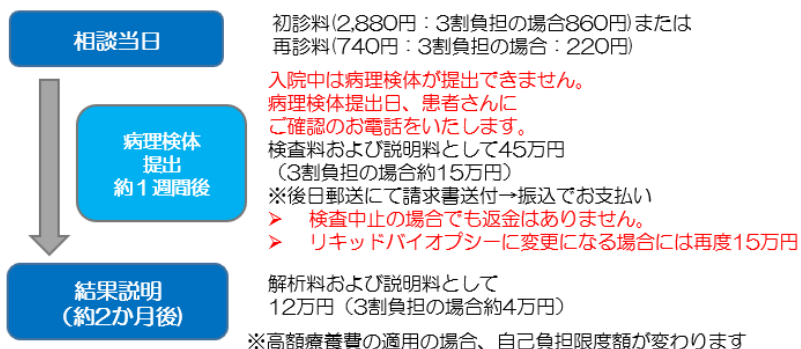 相談当日
初診料(2,880円:3割負担の場合860円)または
再診料(740円:3割負担の場合:220円)
入院中は病理検体が提出できません。
病理検体提出日、患者さんに
ご確認のお電話をいたします。
病理検体
提出
約1週間後
検査料および説明料として45万円
(3割負担の場合約15万円)
※後日郵送にて請求書送付→振込でお支払い
➢ 検査中止の場合でも返金はありません。
➢ リキッドバイオプシーに変更になる場合には再度15万円
結果説明
(約2か月後)
解析料および説明料として
12万円(3割負担の場合約4万円)
※高額療養費の適用の場合、自己負担限度額が変わります